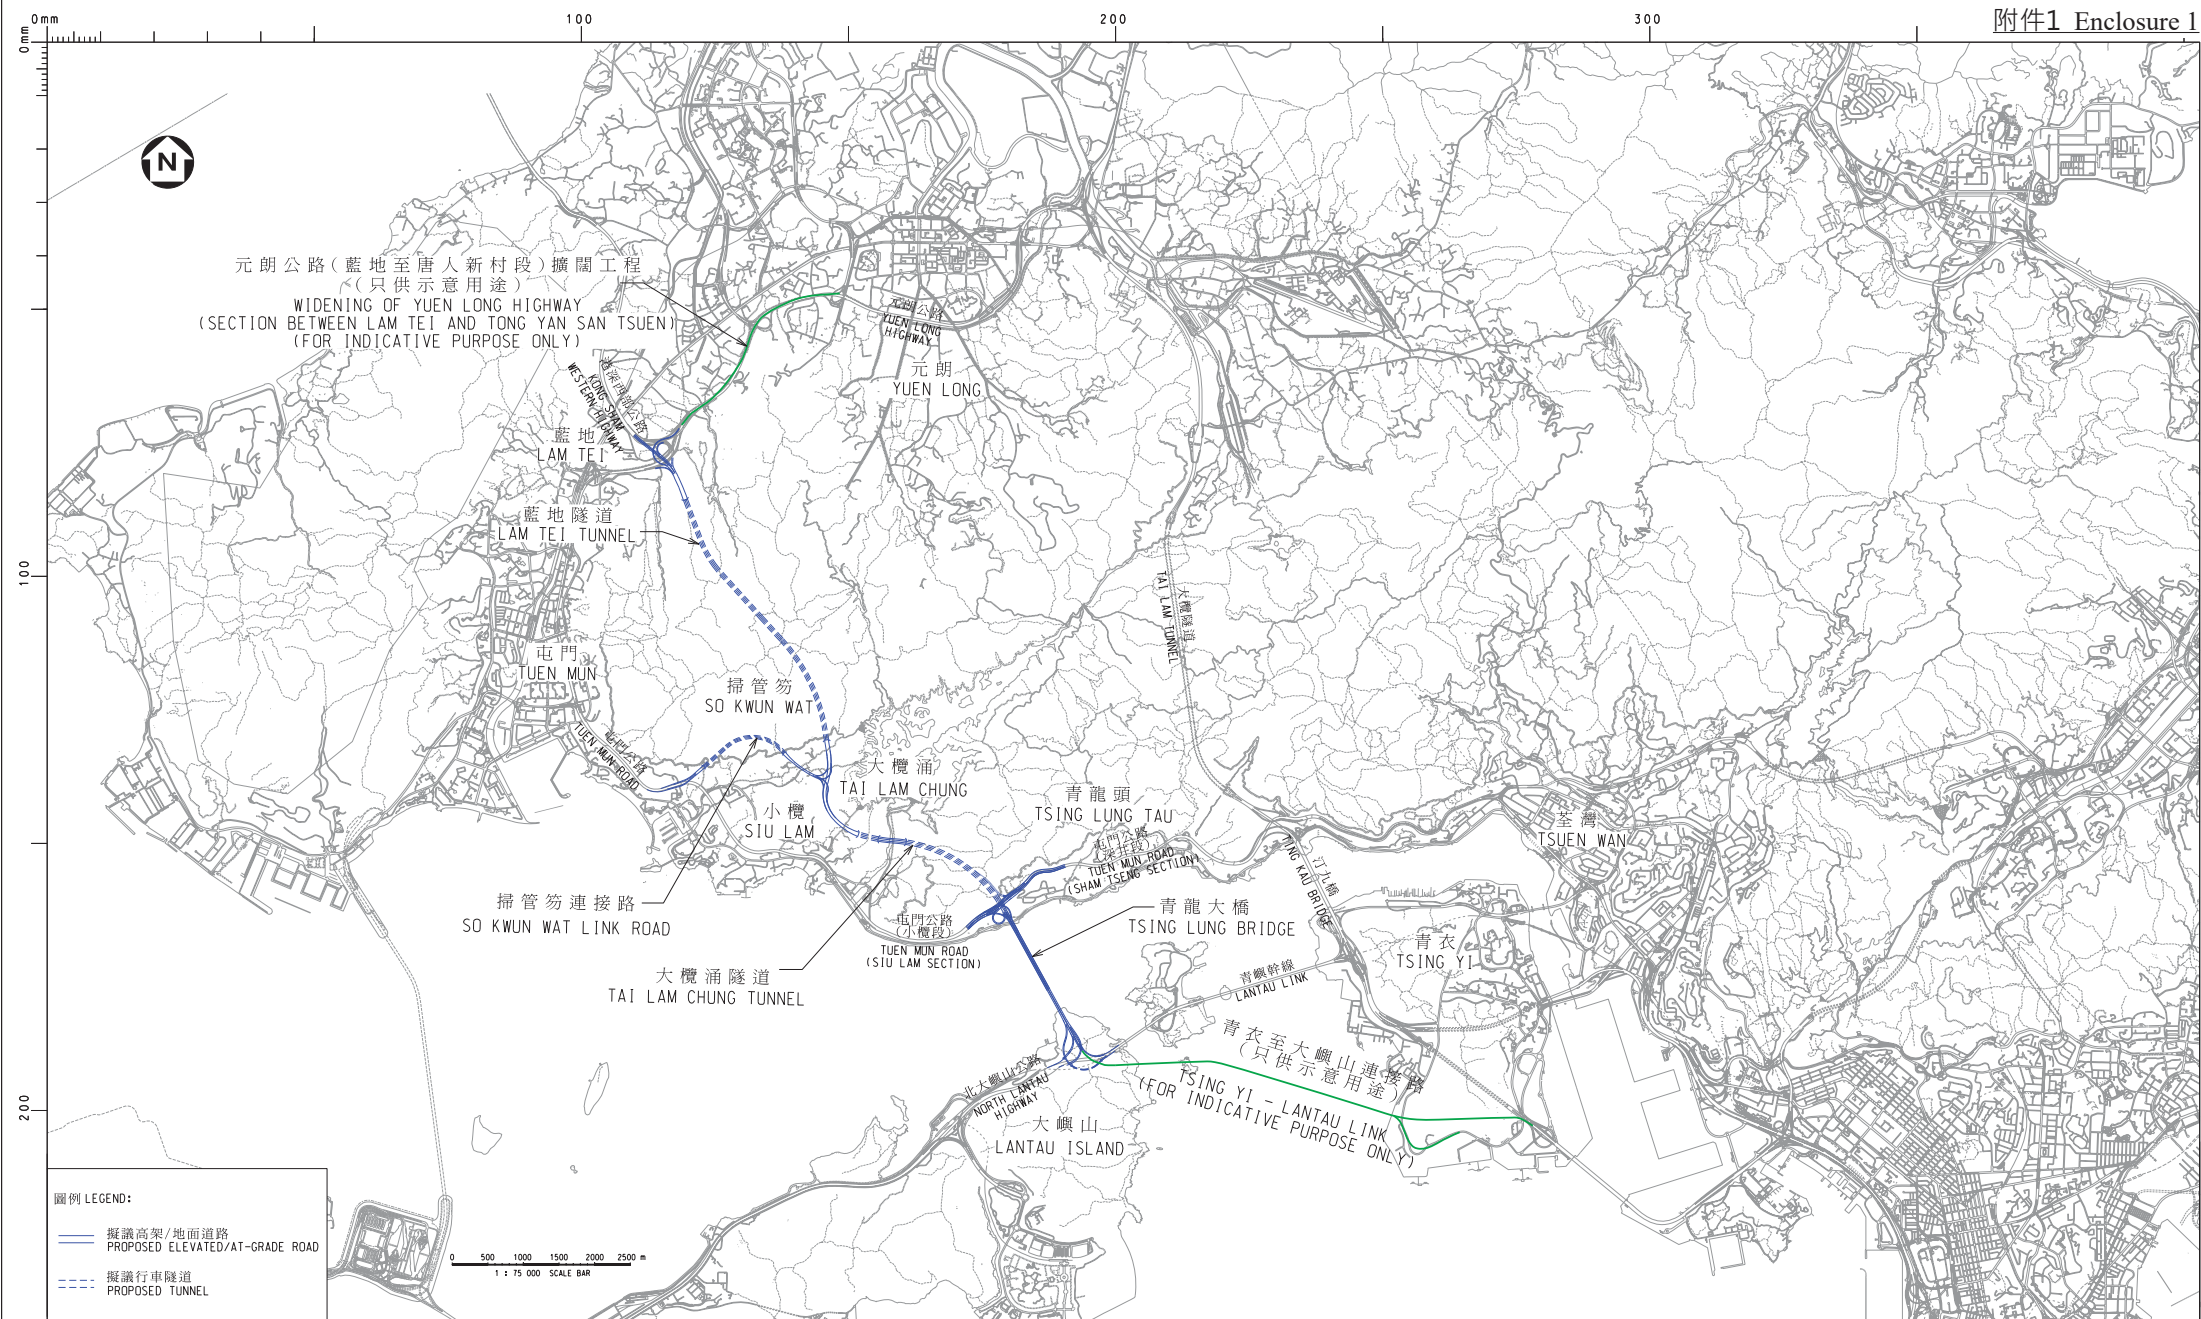 0mm
100
200
300
附件1 Enclosure 1
0mm
100
200
N
元朗公路(藍地至唐人新村段)擴闊工程
(只供示意用途)
WIDENING OF YUEN LONG HIGHWAY
(SECTION BETWEEN LAM TEI AND TONG YAN SAN TSUEN)
(FOR INDICATIVE PURPOSE ONLY)
元朗公路
YUEN LONG
HIGHWAY
元朗
YUEN LONG
港深西部公路
KONG SHAM
WESTERN HIGHWAY
藍地
LAM TEI
藍地隧道
LAM TEI TUNNEL
大欖隧道
TAI LAM TUNNEL
屯門
TUEN MUN
掃管笏
SO KWUN WAT
屯門公路
TUEN MUN ROAD
大欖涌
TAI LAM CHUNG
小欖
SIU LAM
青龍頭
TSING LUNG TAU
屯門公路
(深井段)
TUEN MUN ROAD
(SHAM TSENG SECTION)
荃灣
TSUEN WAN
汀九橋
TING KAU BRIDGE
掃管笏連接路
SO KWUN WAT LINK ROAD
屯門公路
(小欖段)
TUEN MUN ROAD
(SIU LAM SECTION)
青龍大橋
TSING LUNG BRIDGE
青衣
TSING YI
大欖涌隧道
TAI LAM CHUNG TUNNEL
青嶼幹線
LANTAU LINK
青衣至大嶼山連接路
(只供示意用途)
TSING YI - LANTAU LINK
(FOR INDICATIVE PURPOSE ONLY)
北大嶼山公路
NORTH LANTAU
HIGHWAY
大嶼山
LANTAU ISLAND
圖例 LEGEND:
擬議高架/地面道路
PROPOSED ELEVATED/AT-GRADE ROAD
擬議行車隧道
PROPOSED TUNNEL
0 500 1000 1500 2000 2500 m
1 : 75 000 SCALE BAR